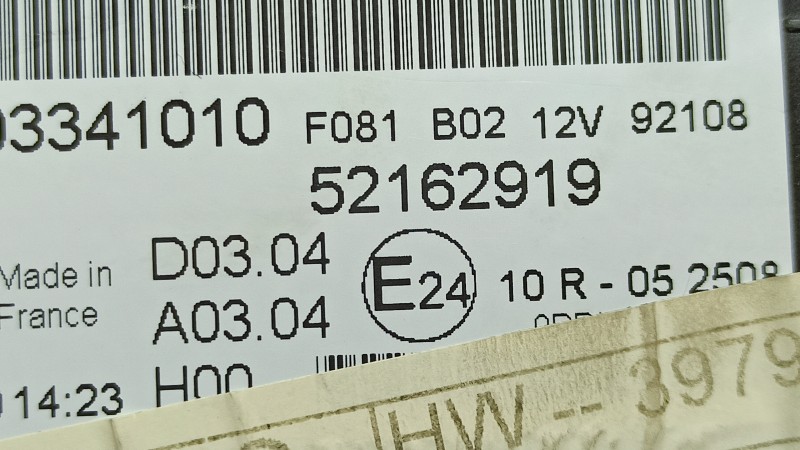 03341010 F081 B02 12V 92108
52162919
Made in
France
D03.04
A03.04
H00
E24
10 R - 05 2508
14:23
HW -- 3979